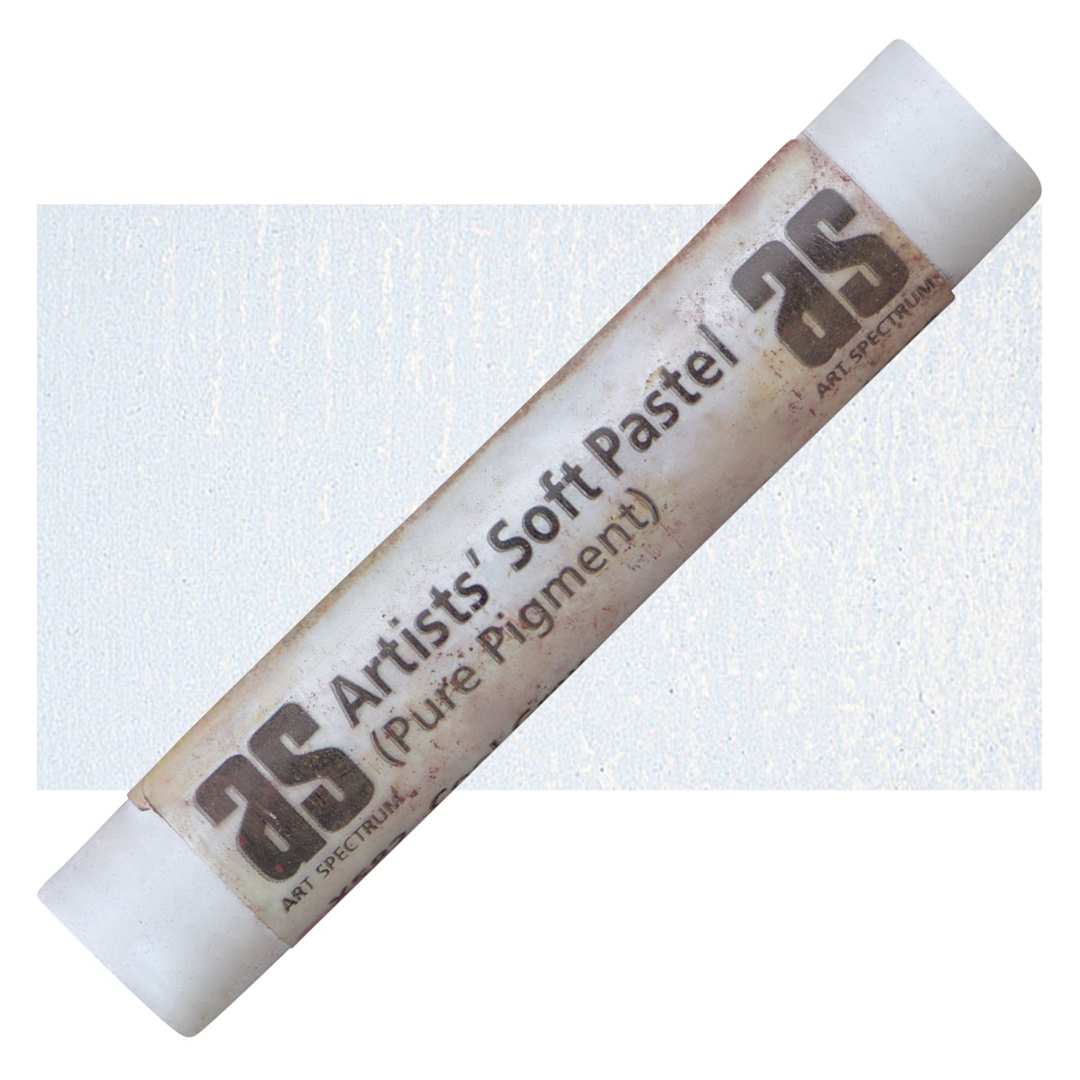 as
ART SPECTRUM
Artists' Soft Pastel
(Pure Pigment)
as
ART SPECTRUM